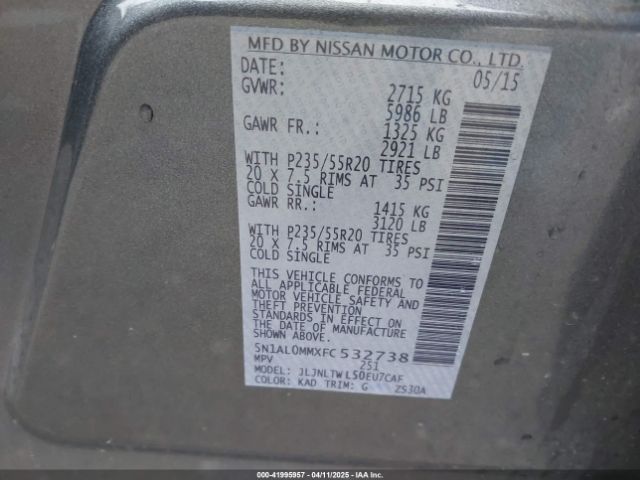 MFD BY NISSAN MOTOR CO., LTD.
DATE: 05/15
GVWR: 2715 KG
5986 LB
GAWR FR.: 1325 KG
2921 LB
WITH P235/55R20 TIRES
20 X 7.5 RIMS AT 35 PSI
COLD SINGLE
GAWR RR.: 1415 KG
3120 LB
WITH P235/55R20 TIRES
20 X 7.5 RIMS AT 35 PSI
COLD SINGLE
THIS VEHICLE CONFORMS TO
ALL APPLICABLE FEDERAL
MOTOR VEHICLE SAFETY AND
THEFT PREVENTION
STANDARDS IN EFFECT ON
THE DATE OF MANUFACTURE
SHOWN ABOVE.
5N1AL0MMXFC532738
MPV 251
MODEL: JLJNLTWL50EU7CAF
COLOR: KAD TRIM: G ZS30A
000-41995957 - 04/11/2025 - IAAI.com